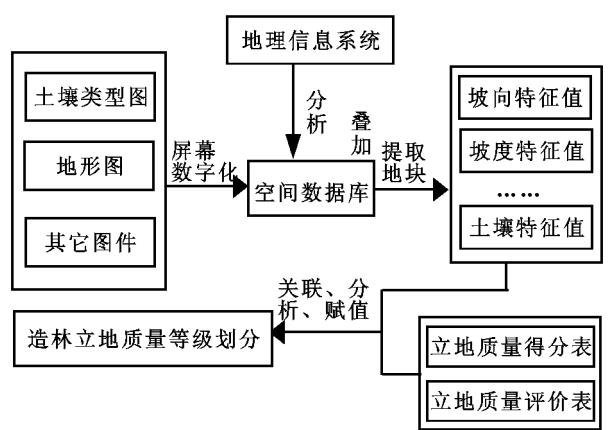 地理信息系统
土壤类型图
地形图
其它图件
屏幕
数字化
分析
空间数据库
叠加
提取
地块
坡向特征值
坡度特征值
……
土壤特征值
关联、分
析、赋值
造林立地质量等级划分
立地质量得分表
立地质量评价表